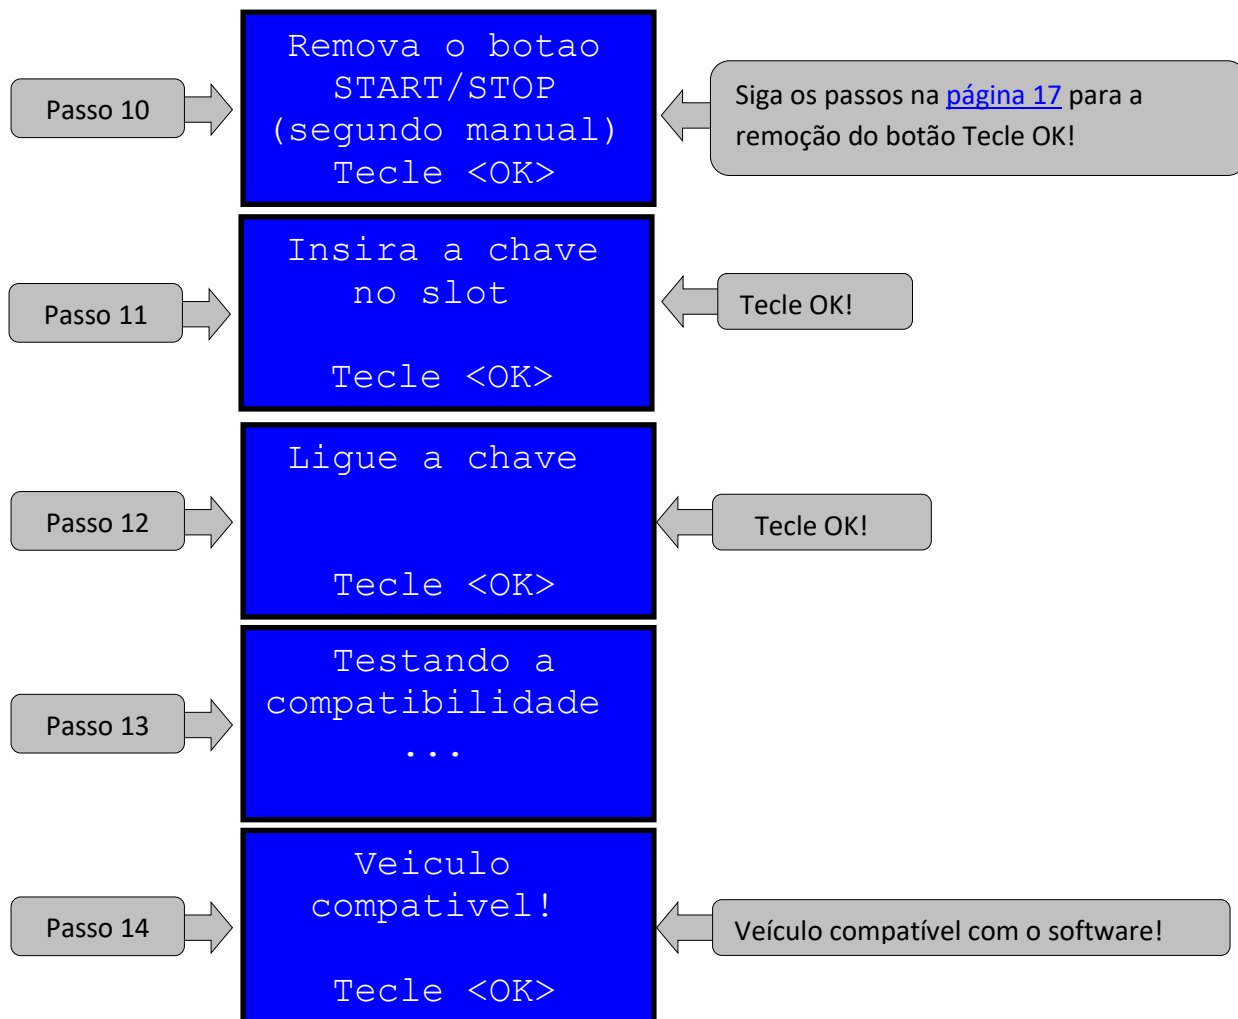 Passo 10
Remova o botao
START/STOP
(segundo manual)
Tecle <OK>
Siga os passos na página 17 para a
remoção do botão Tecle OK!
Passo 11
Insira a chave
no slot
Tecle <OK>
Tecle OK!
Passo 12
Ligue a chave
Tecle <OK>
Tecle OK!
Passo 13
Testando a
compatibilidade
...
Passo 14
Veiculo
compativel!
Tecle <OK>
Veículo compatível com o software!